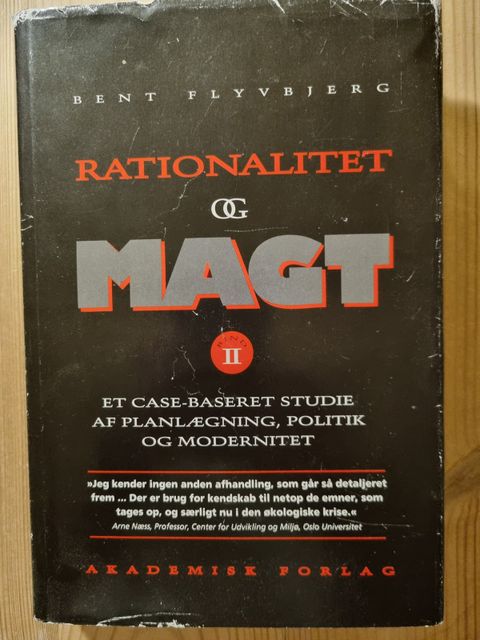 BENT FLYVBJERG
RATIONALITET
OG
MAGT
BIND
II
ET CASE-BASERET STUDIE
AF PLANLÆGNING, POLITIK
OG MODERNITET
»Jeg kender ingen anden afhandling, som går så detaljeret
frem ... Der er brug for kendskab til netop de emner, som
tages op, og særligt nu i den økologiske krise.«
Arne Næss, Professor, Center for Udvikling og Miljø, Oslo Universitet
AKADEMISK FORLAG